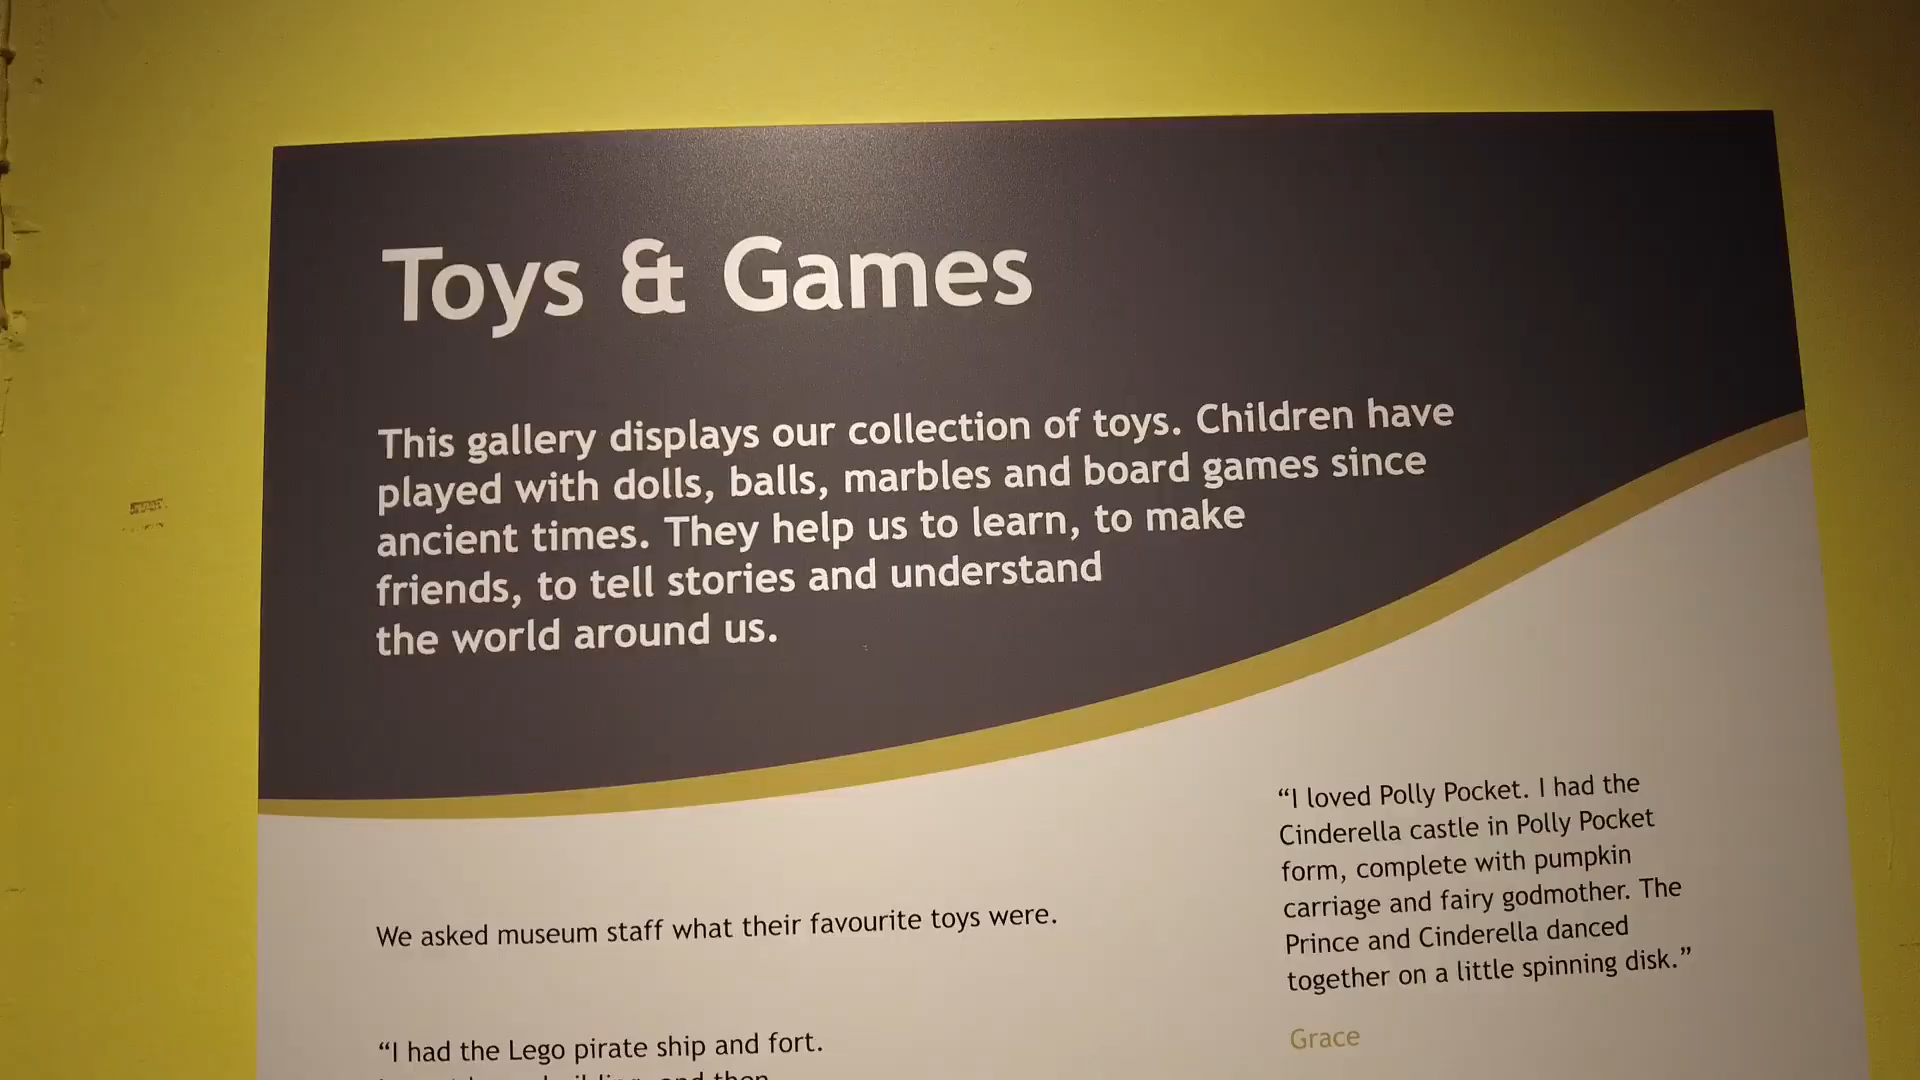 Toys & Games
This gallery displays our collection of toys. Children have
played with dolls, balls, marbles and board games since
ancient times. They help us to learn, to make
friends, to tell stories and understand
the world around us.
We asked museum staff what their favourite toys were.
“I had the Lego pirate ship and fort.
and then
“I loved Polly Pocket. I had the
Cinderella castle in Polly Pocket
form, complete with pumpkin
carriage and fairy godmother. The
Prince and Cinderella danced
together on a little spinning disk.”
Grace